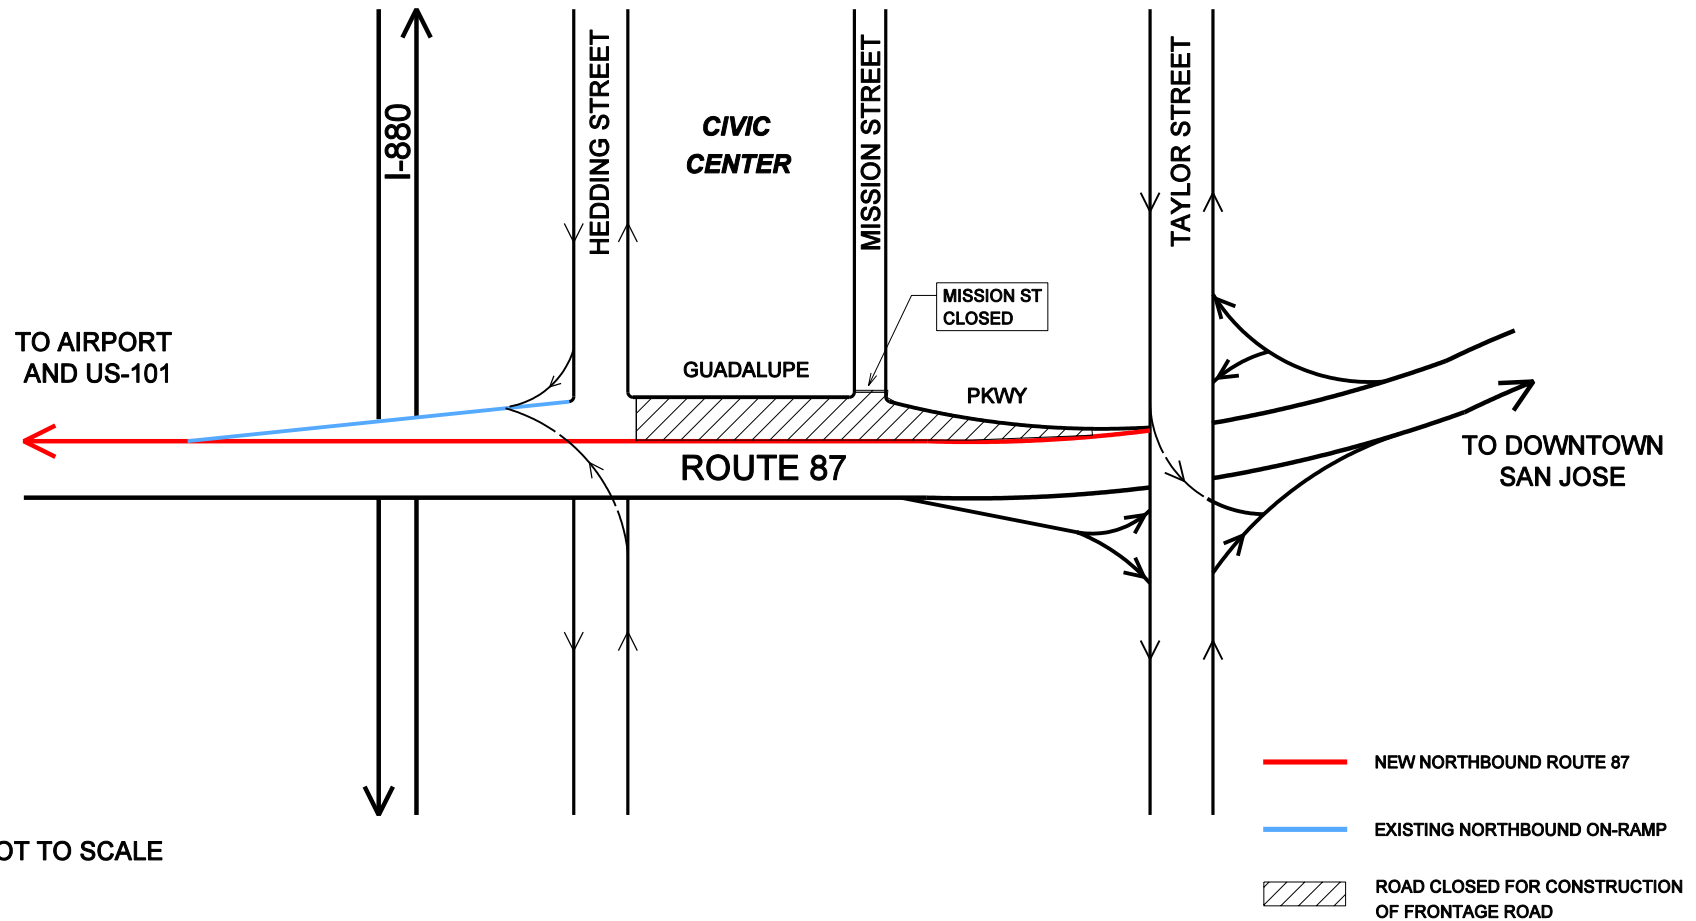 I-880
HEDDING STREET
CIVIC
CENTER
MISSION STREET
TAYLOR STREET
MISSION ST
CLOSED
TO AIRPORT
AND US-101
GUADALUPE
PKWY
ROUTE 87
TO DOWNTOWN
SAN JOSE
NEW NORTHBOUND ROUTE 87
EXISTING NORTHBOUND ON-RAMP
OT TO SCALE
ROAD CLOSED FOR CONSTRUCTION
OF FRONTAGE ROAD